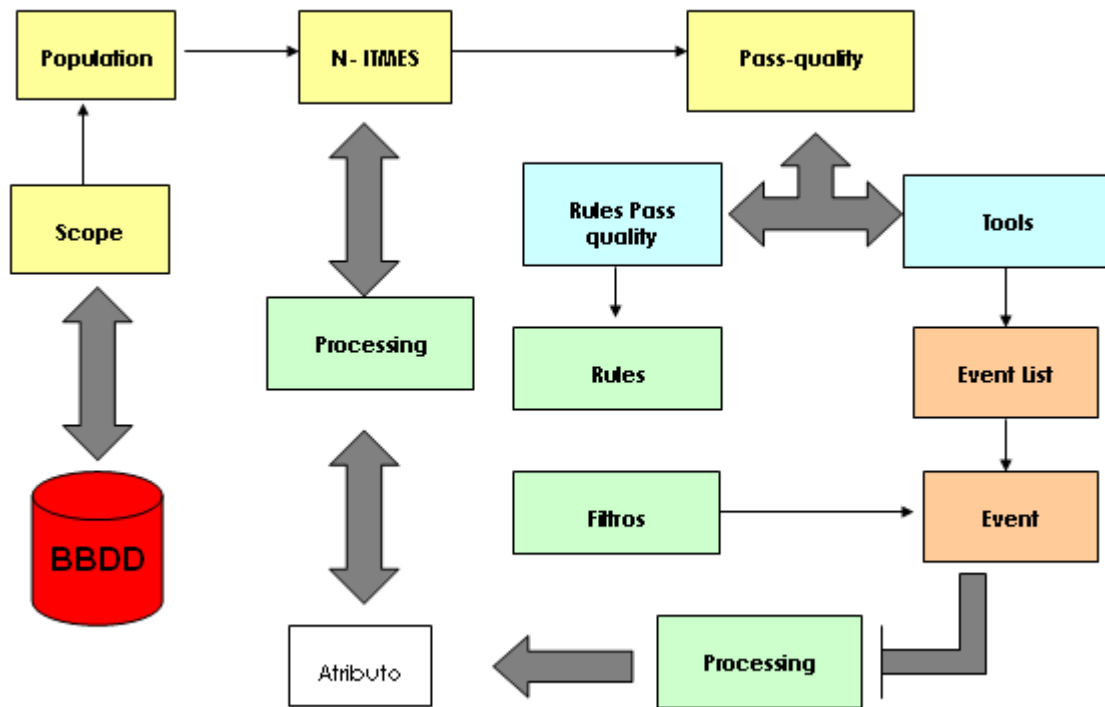 Population
N- ITMES
Pass-quality
Scope
Rules Pass
quality
Tools
Processing
Rules
Event List
BBDD
Filtros
Event
Atributo
Processing